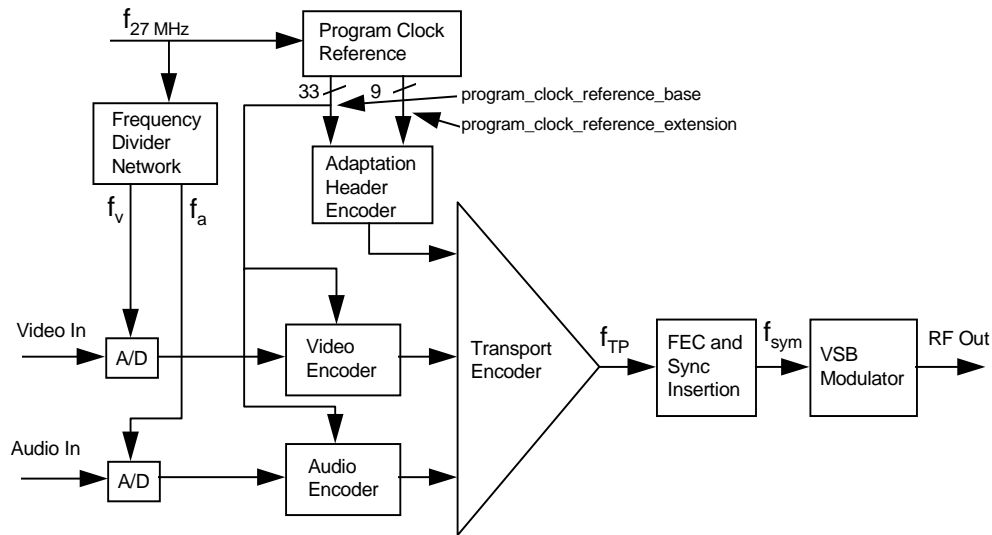 f27 MHz
Program Clock
Reference
33
9
program_clock_reference_base
program_clock_reference_extension
Frequency
Divider
Network
Adaptation
Header
Encoder
fv
fa
Video In
A/D
Video
Encoder
Transport
Encoder
fTP
FEC and
Sync
Insertion
fsym
VSB
Modulator
RF Out
Audio In
A/D
Audio
Encoder